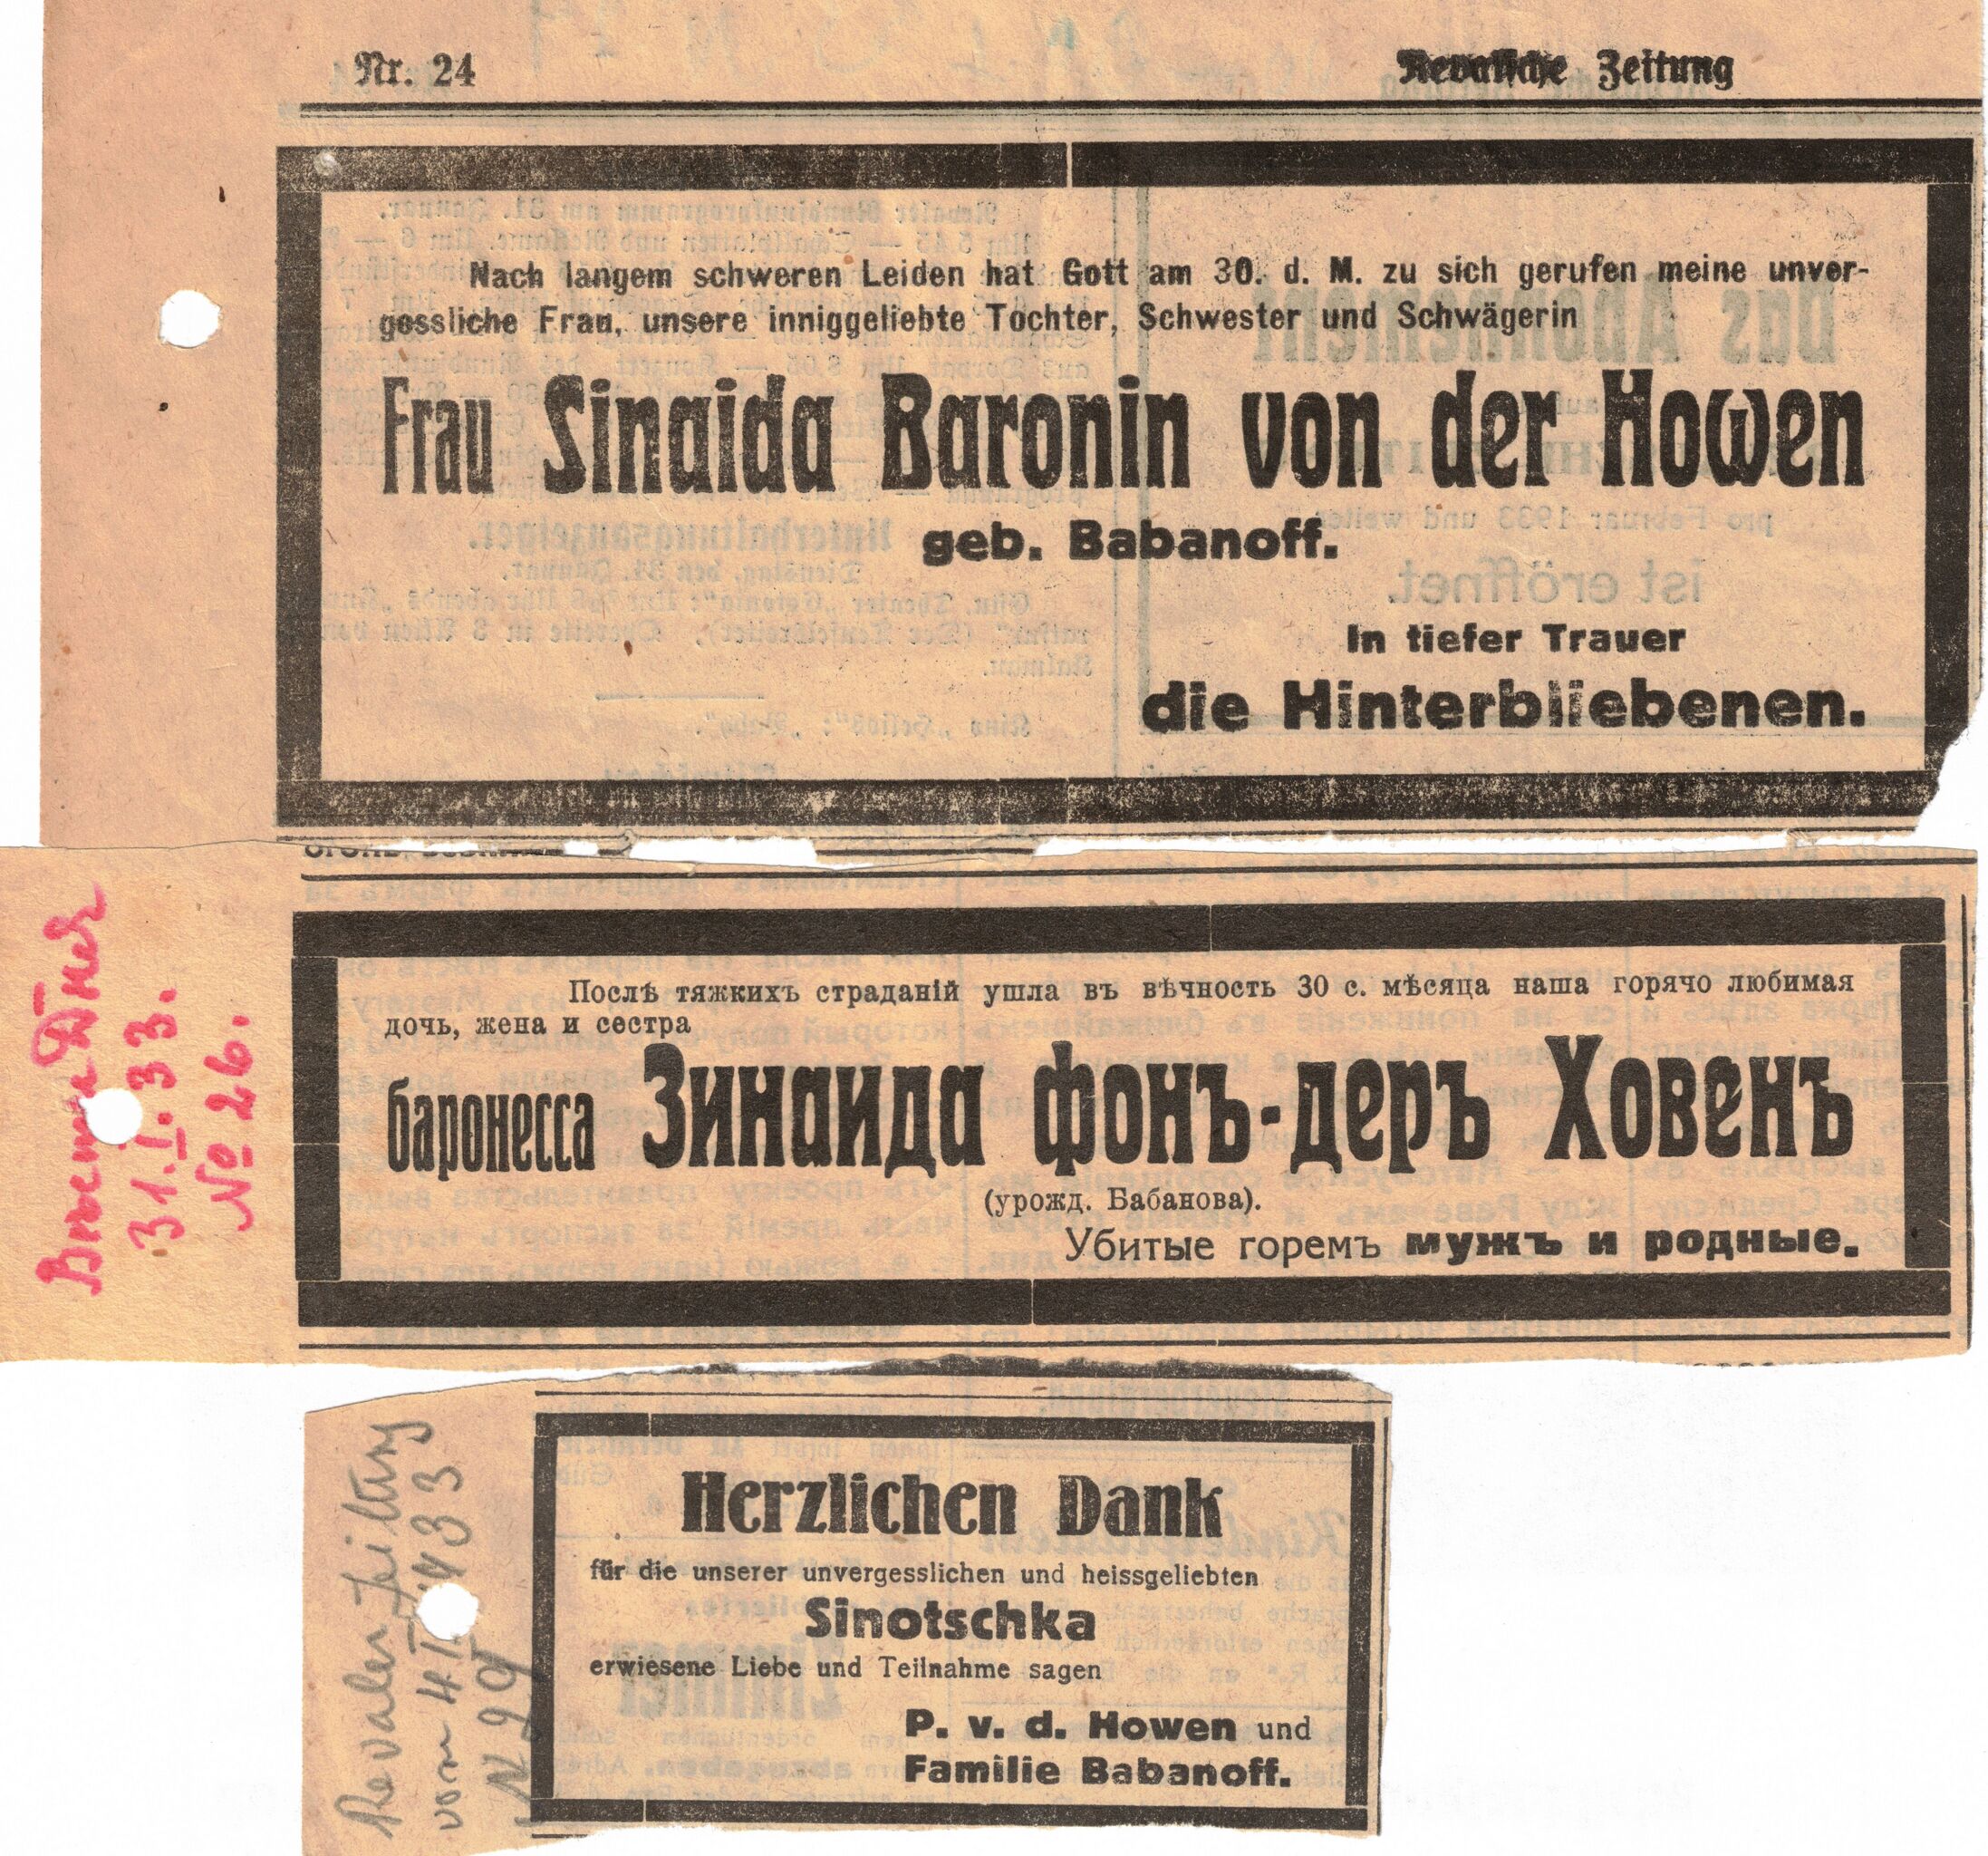 Nr. 24
Revalsche Zeitung
Nach langem schweren Leiden hat Gott am 30. d. M. zu sich gerufen meine unver-
gessliche Frau, unsere inniggeliebte Tochter, Schwester und Schwägerin
Frau Sinaida Baronin von der Howen
geb. Babanoff.
In tiefer Trauer
die Hinterbliebenen.
31.I.33.
№ 26.
Послѣ тяжкихъ страданій ушла въ вѣчность 30 с. мѣсяца наша горячо любимая
дочь, жена и сестра
баронесса Зинаида фонъ-деръ Ховенъ
(урожд. Бабанова).
Убитые горемъ мужъ и родные.
Revaler Zeitung
vom 4 II 1933
N 29
Herzlichen Dank
für die unserer unvergesslichen und heissgeliebten
Sinotschka
erwiesene Liebe und Teilnahme sagen
P. v. d. Howen und
Familie Babanoff.